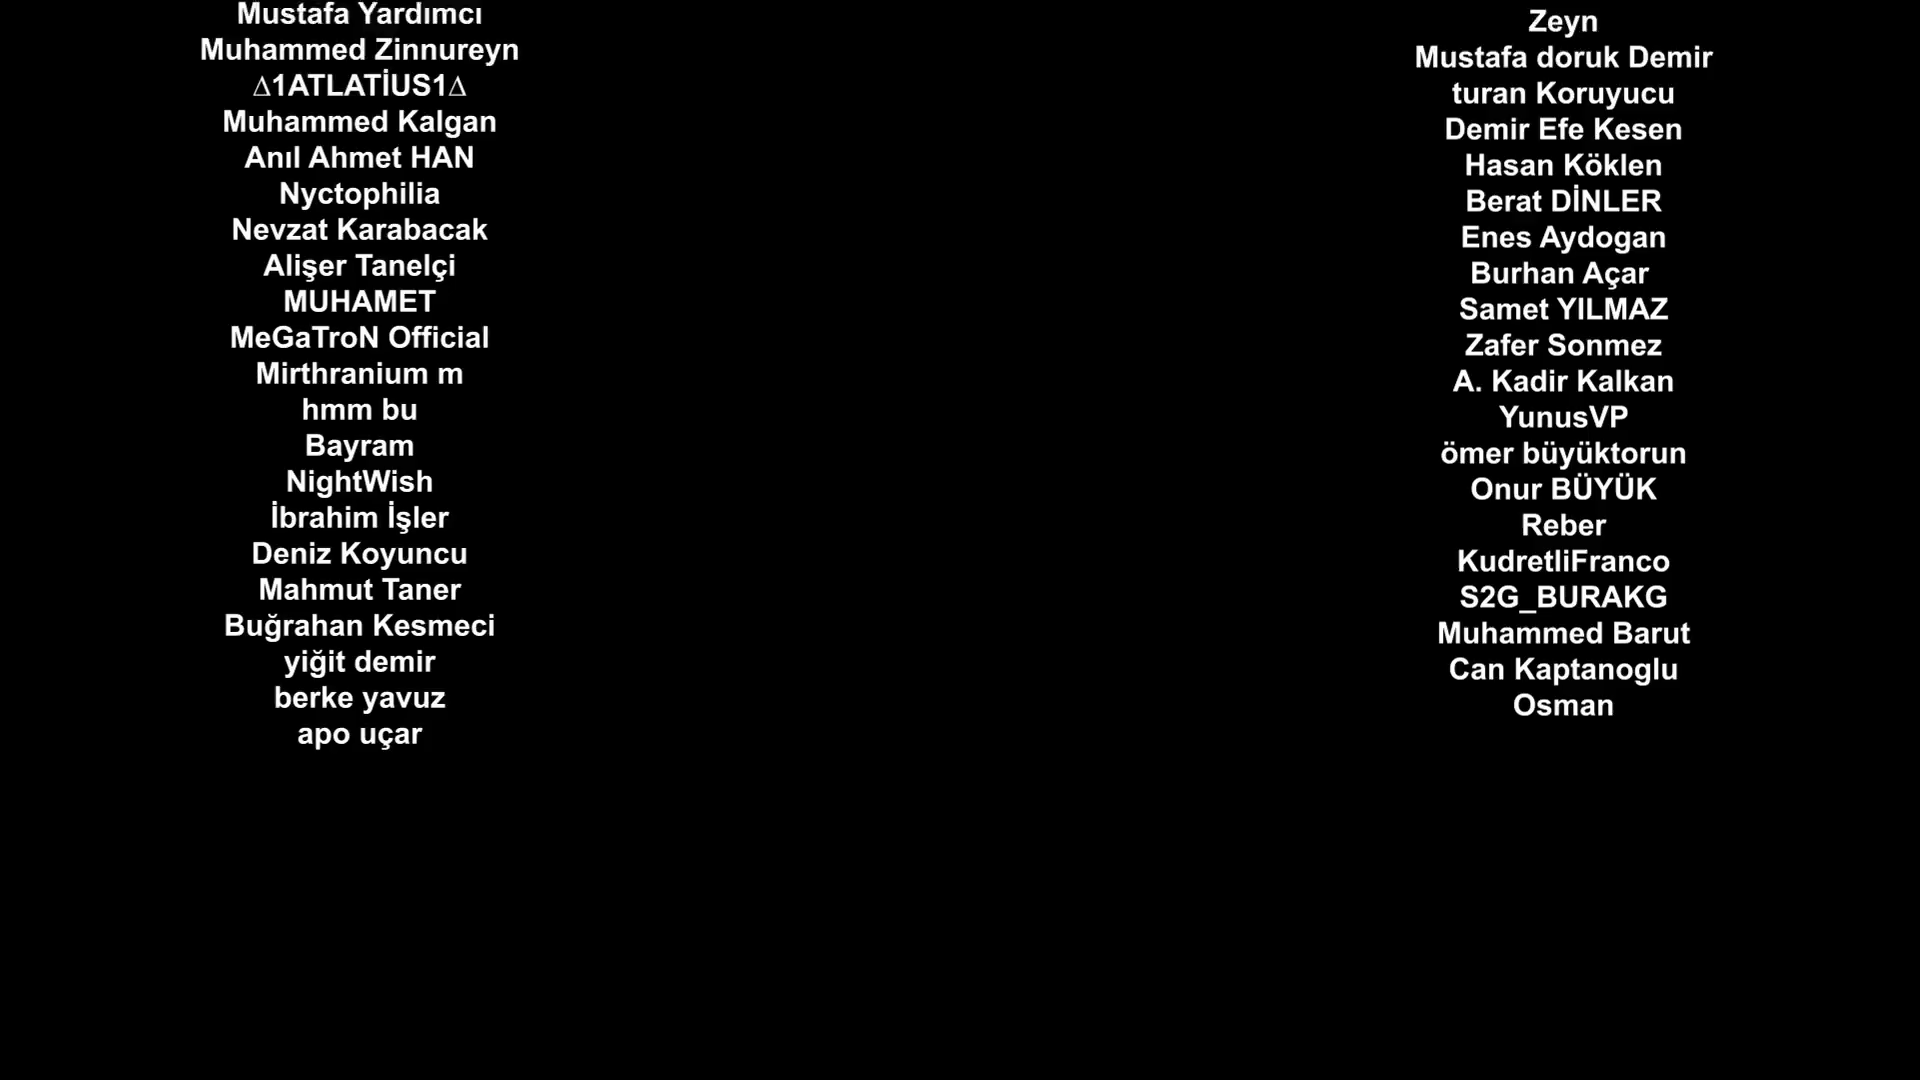 Mustafa Yardımcı
Muhammed Zinnureyn
∆1ATLATİUS1∆
Muhammed Kalgan
Anıl Ahmet HAN
Nyctophilia
Nevzat Karabacak
Alişer Tanelçi
MUHAMET
MeGaTroN Official
Mirthranium m
hmm bu
Bayram
NightWish
İbrahim İşler
Deniz Koyuncu
Mahmut Taner
Buğrahan Kesmeci
yiğit demir
berke yavuz
apo uçar
Zeyn
Mustafa doruk Demir
turan Koruyucu
Demir Efe Kesen
Hasan Köklen
Berat DİNLER
Enes Aydogan
Burhan Açar
Samet YILMAZ
Zafer Sonmez
A. Kadir Kalkan
YunusVP
ömer büyüktorun
Onur BÜYÜK
Reber
KudretliFranco
S2G_BURAKG
Muhammed Barut
Can Kaptanoglu
Osman